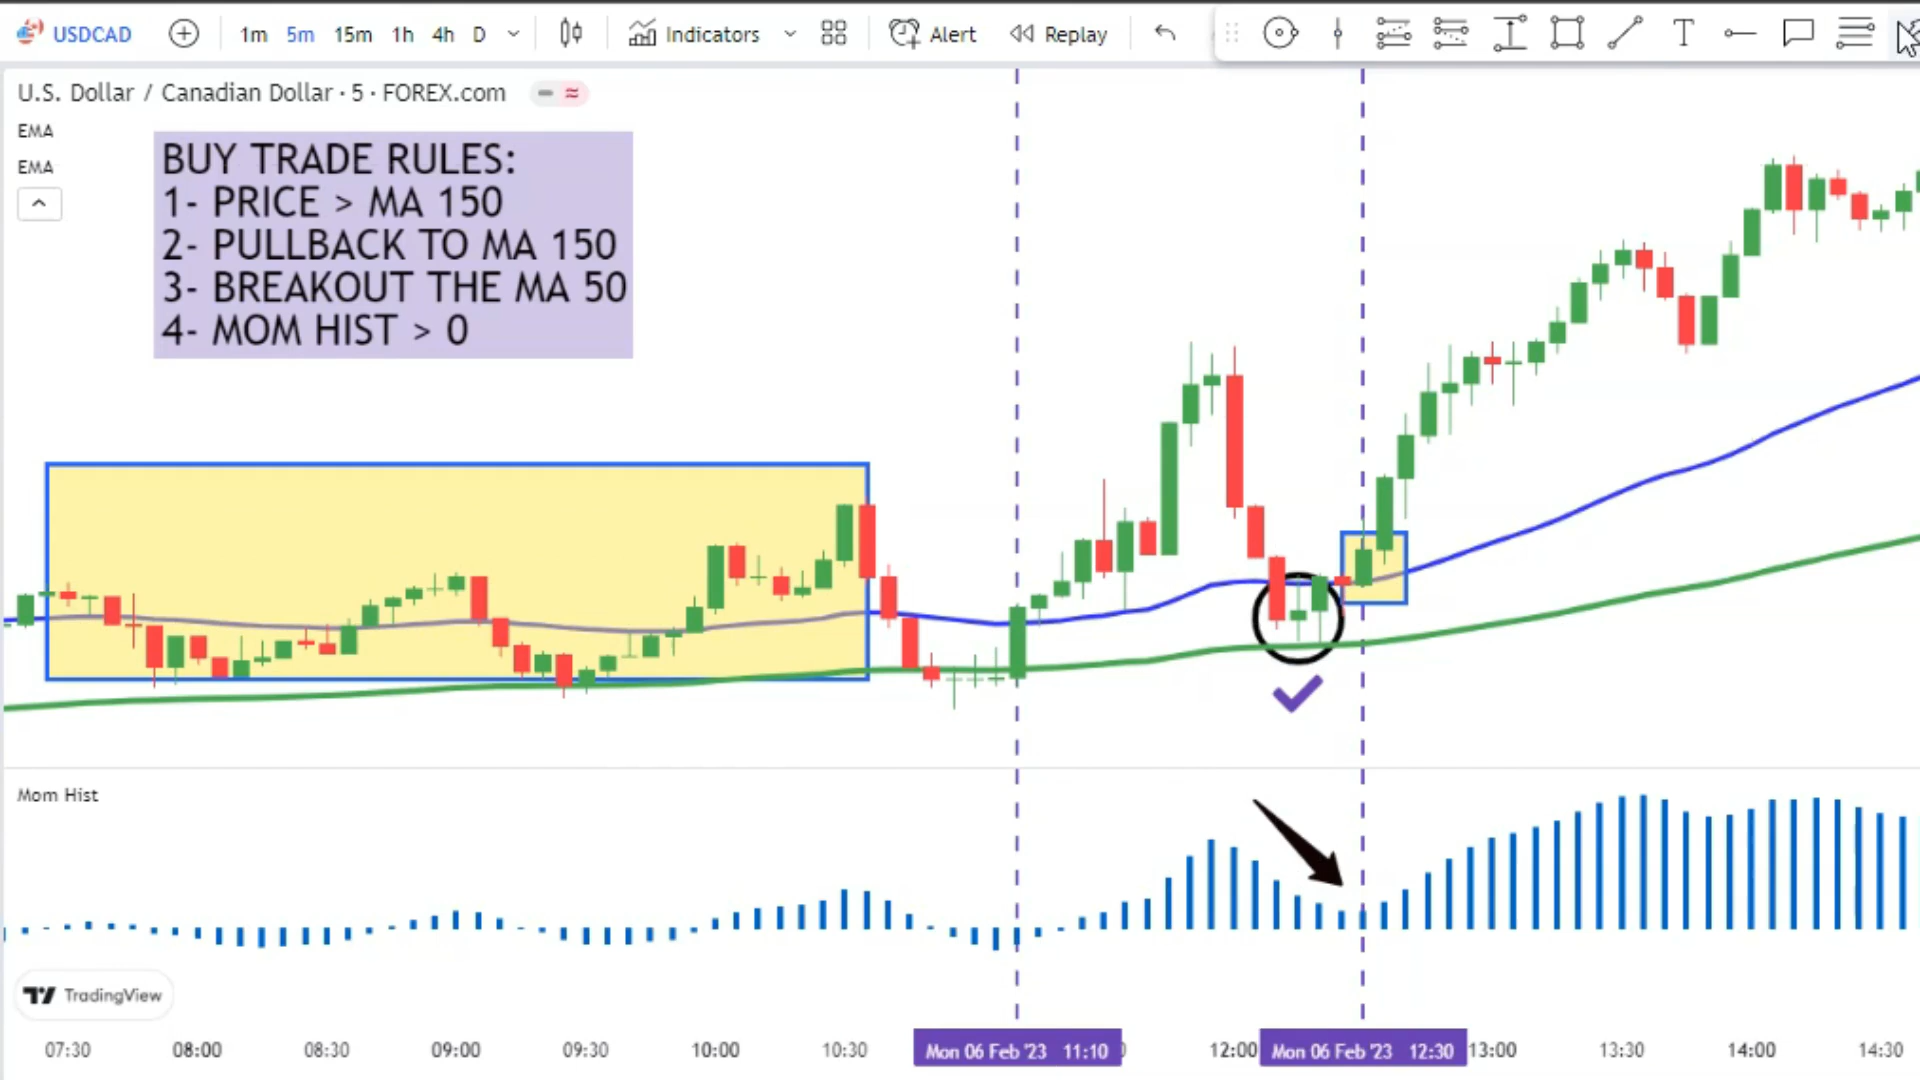 USDCAD 1m 5m 15m 1h 4h D Indicators Alert Replay T
U.S. Dollar / Canadian Dollar · 5 · FOREX.com
EMA
EMA
BUY TRADE RULES:
1- PRICE > MA 150
2- PULLBACK TO MA 150
3- BREAKOUT THE MA 50
4- MOM HIST > 0
Mom Hist
TradingView
07:30 08:00 08:30 09:00 09:30 10:00 10:30 Mon 06 Feb '23 11:10 12:00 Mon 06 Feb '23 12:30 13:00 13:30 14:00 14:30